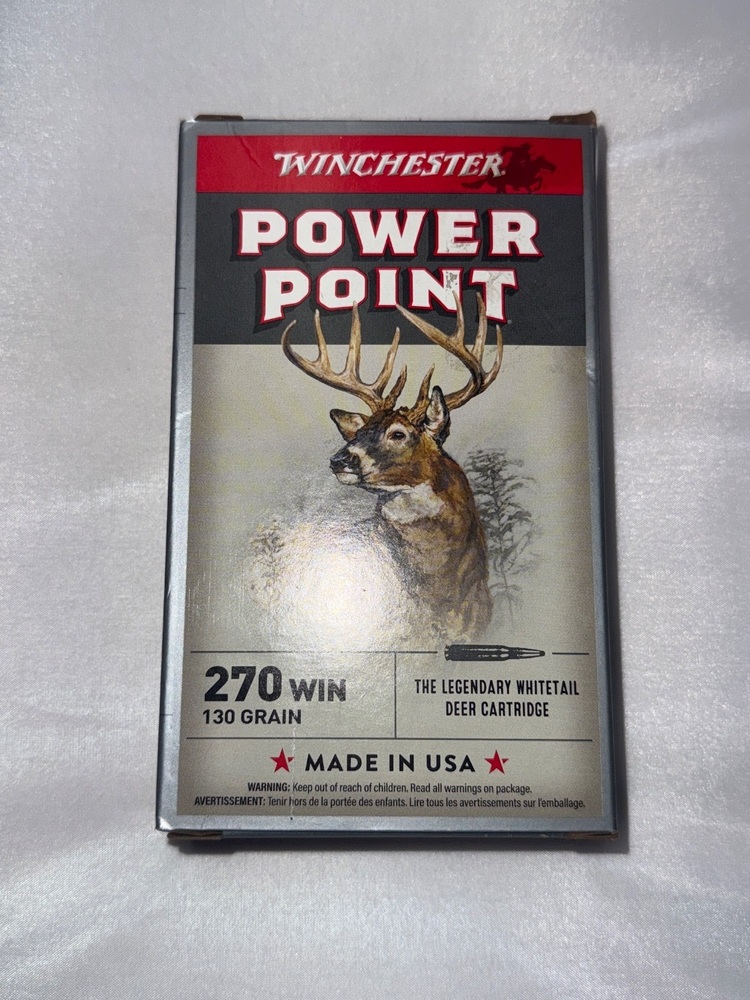 WINCHESTER
POWER
POINT
270 WIN
130 GRAIN
THE LEGENDARY WHITETAIL
DEER CARTRIDGE
MADE IN USA
WARNING: Keep out of reach of children. Read all warnings on package.
AVERTISSEMENT: Tenir hors de la portée des enfants. Lire tous les avertissements sur l'emballage.